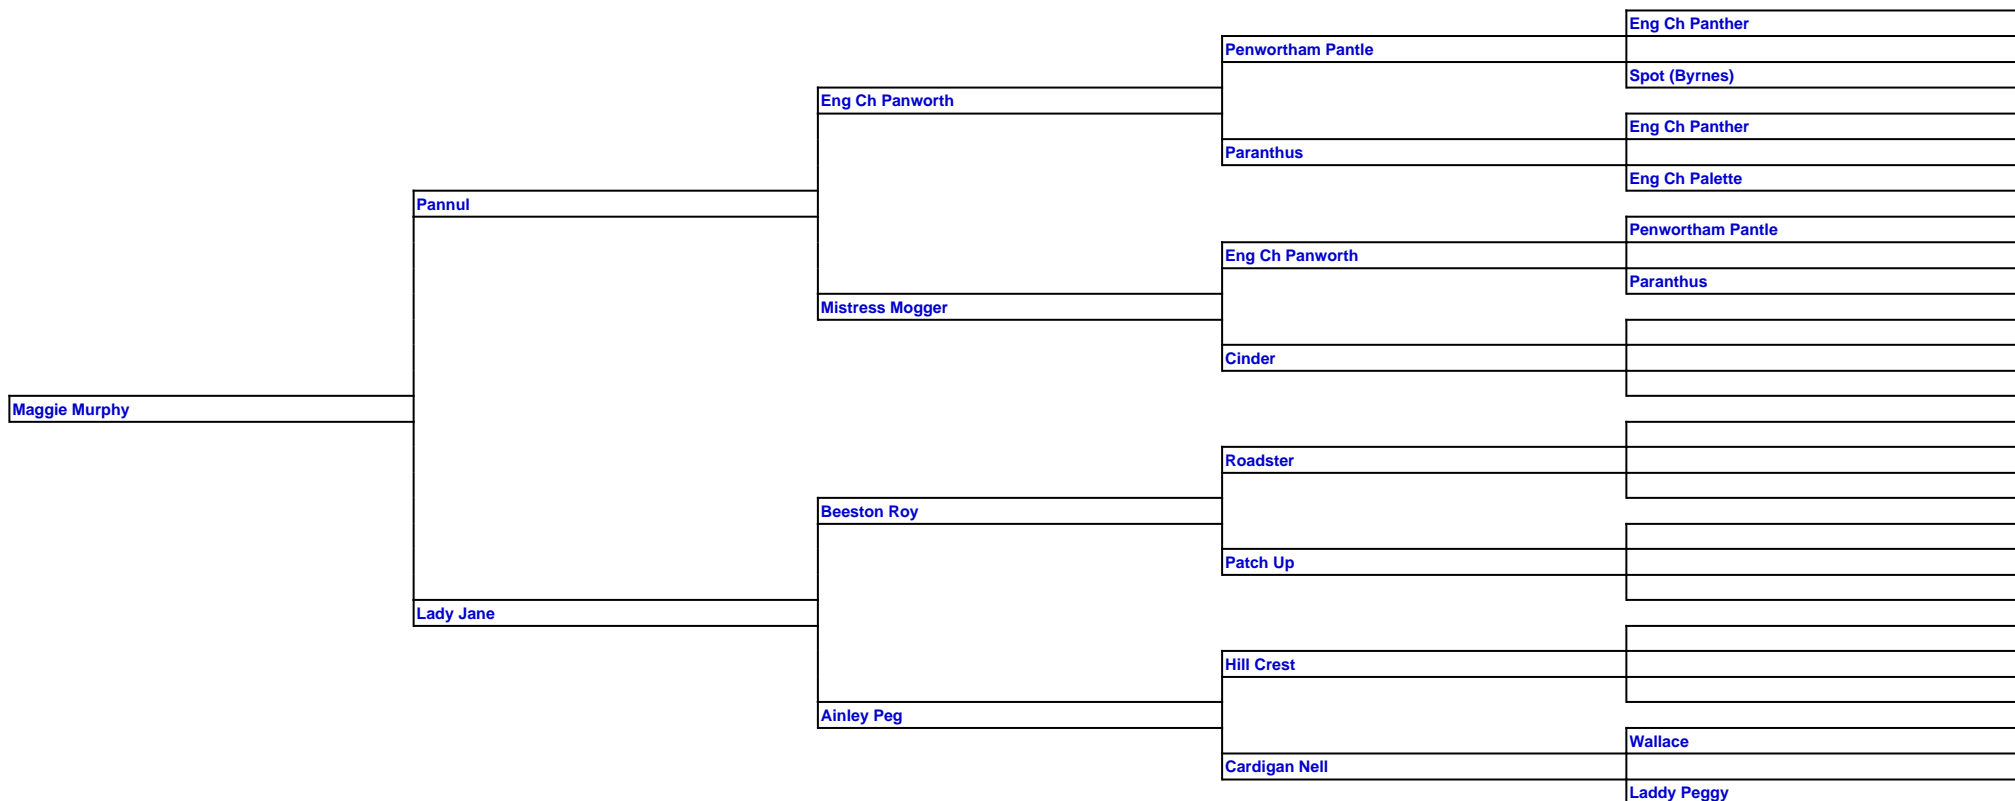 Eng Ch Panther
Penwortham Pantle
Spot (Byrnes)
Eng Ch Panworth
Eng Ch Panther
Paranthus
Eng Ch Palette
Pannul
Penwortham Pantle
Eng Ch Panworth
Paranthus
Mistress Mogger
Cinder
Maggie Murphy
Roadster
Beeston Roy
Patch Up
Lady Jane
Hill Crest
Ainley Peg
Wallace
Cardigan Nell
Laddy Peggy